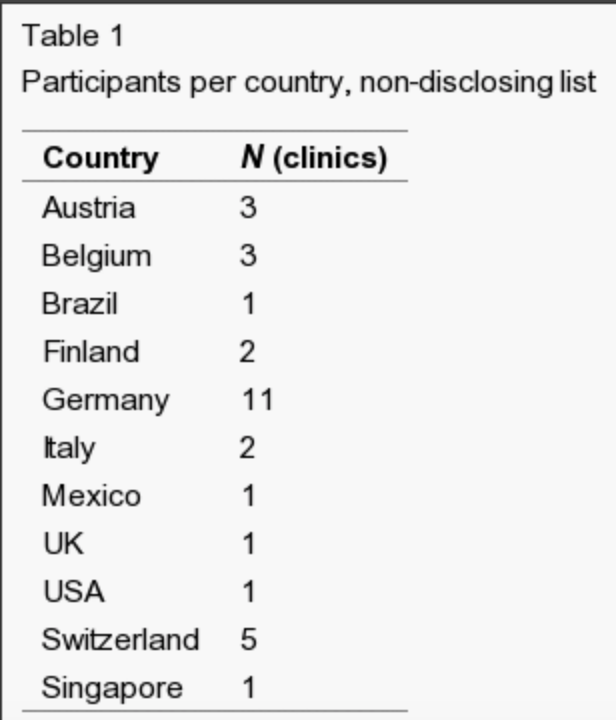 Table 1
Participants per country, non-disclosing list
Country N (clinics)
Austria 3
Belgium 3
Brazil 1
Finland 2
Germany 11
Italy 2
Mexico 1
UK 1
USA 1
Switzerland 5
Singapore 1